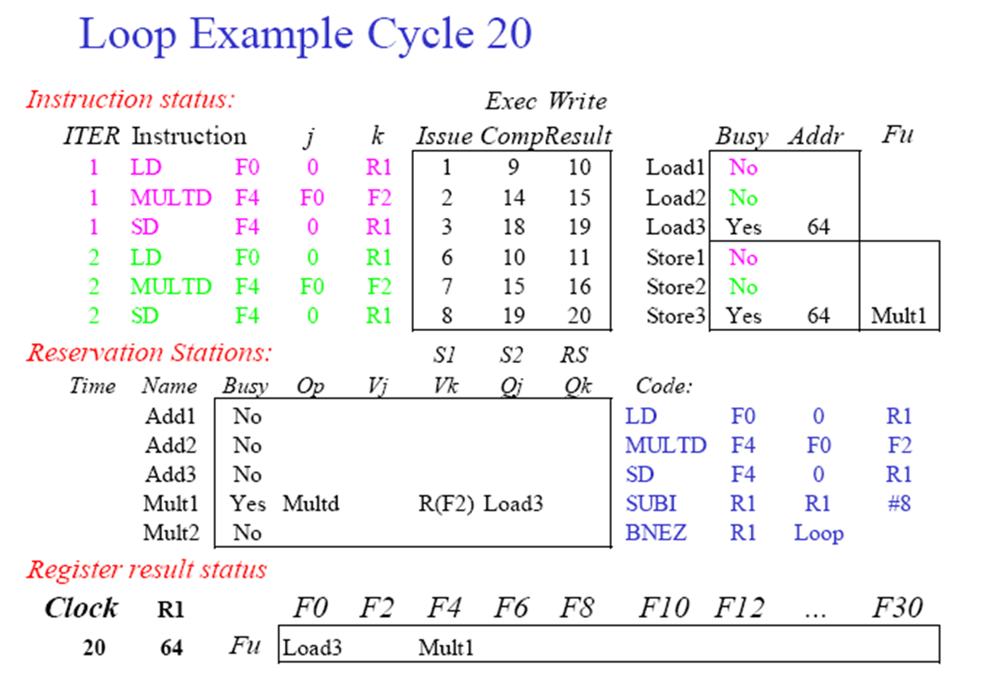 Loop Example Cycle 20
Instruction status: Exec Write
ITER Instruction j k Issue Comp Result Busy Addr Fu
1 LD F0 0 R1 1 9 10 Load1 No
1 MULTD F4 F0 F2 2 14 15 Load2 No
1 SD F4 0 R1 3 18 19 Load3 Yes 64
2 LD F0 0 R1 6 10 11 Store1 No
2 MULTD F4 F0 F2 7 15 16 Store2 No
2 SD F4 0 R1 8 19 20 Store3 Yes 64 Mult1
Reservation Stations: S1 S2 RS
Time Name Busy Op Vj Vk Qj Qk Code:
Add1 No LD F0 0 R1
Add2 No MULTD F4 F0 F2
Add3 No SD F4 0 R1
Mult1 Yes Multd R(F2) Load3 SUBI R1 R1 #8
Mult2 No BNEZ R1 Loop
Register result status
Clock R1 F0 F2 F4 F6 F8 F10 F12 ... F30
20 64 Fu Load3 Mult1